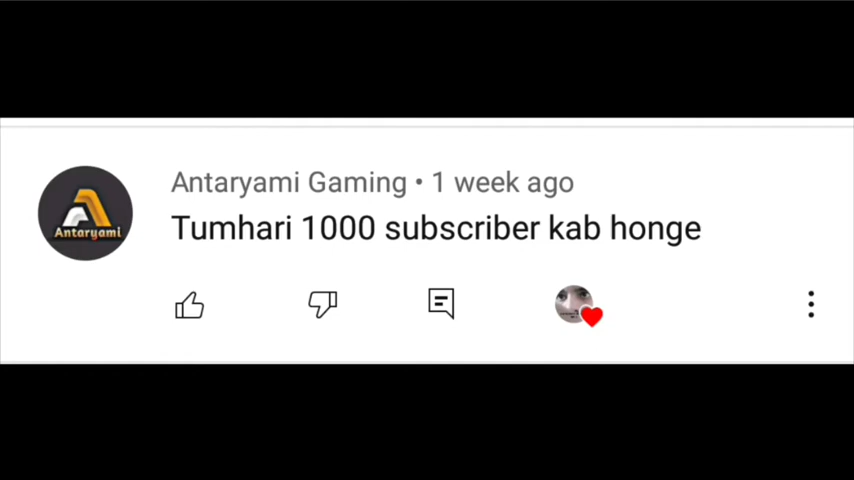 Antaryami Gaming • 1 week ago
Tumhari 1000 subscriber kab honge
Antaryami